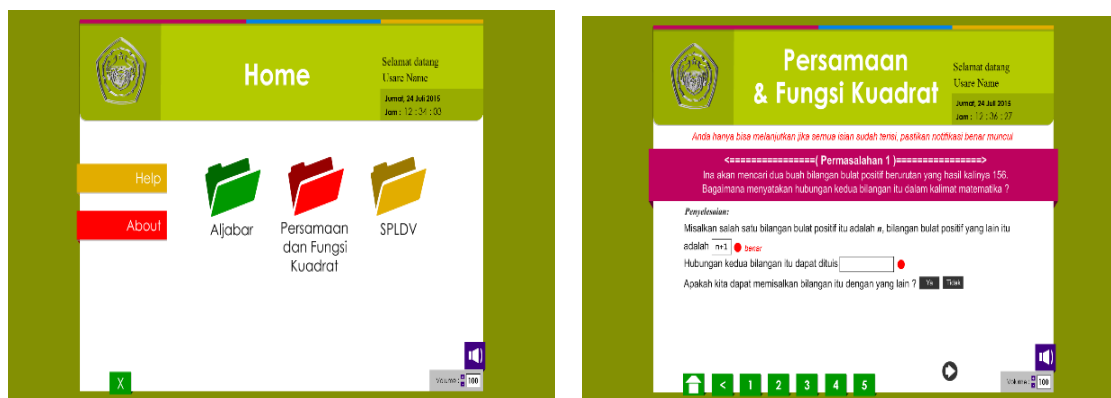 Home
Selamat datang
Usare Name
Jumat, 24 Juli 2015
Jam : 12 : 34 : 03
Help
About
Aljabar
Persamaan
dan Fungsi
Kuadrat
SPLDV
X
Volume : 100
Persamaan
& Fungsi Kuadrat
Selamat datang
Usare Name
Jumat, 24 Juli 2015
Jam : 12 : 36 : 27
Anda hanya bisa melanjutkan jika semua isian sudah terisi, pastikan notifikasi benar muncul
<================( Permasalahan 1 )================>
Ina akan mencari dua buah bilangan bulat positif berurutan yang hasil kalinya 156.
Bagaimana menyatakan hubungan kedua bilangan itu dalam kalimat matematika ?
Penyelesaian:
Misalkan salah satu bilangan bulat positif itu adalah n, bilangan bulat positif yang lain itu
adalah n+1 benar
Hubungan kedua bilangan itu dapat dituis
Apakah kita dapat memisalkan bilangan itu dengan yang lain ? Ya Tidak
< 1 2 3 4 5
Volume : 100